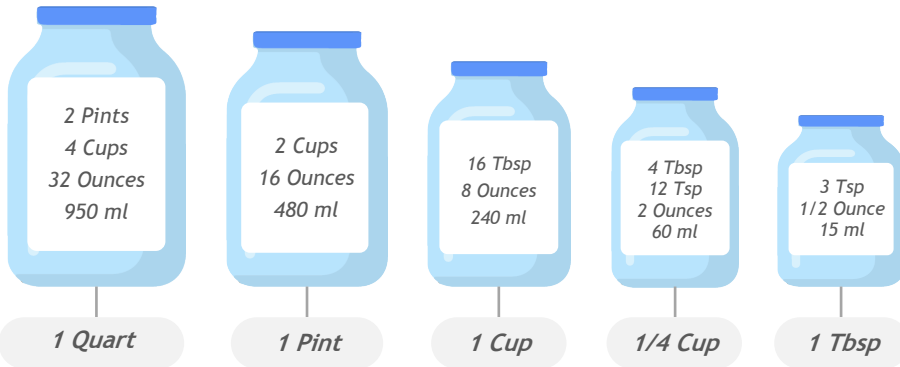 2 Pints
4 Cups
32 Ounces
950 ml
1 Quart
2 Cups
16 Ounces
480 ml
1 Pint
16 Tbsp
8 Ounces
240 ml
1 Cup
4 Tbsp
12 Tsp
2 Ounces
60 ml
1/4 Cup
3 Tsp
1/2 Ounce
15 ml
1 Tbsp